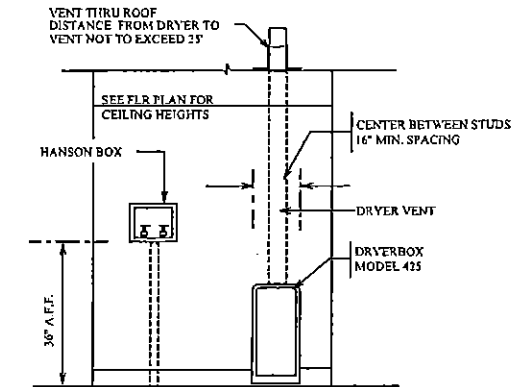 VENT THRU ROOF
DISTANCE FROM DRYER TO
VENT NOT TO EXCEED 25'
SEE FLR PLAN FOR
CEILING HEIGHTS
CENTER BETWEEN STUDS
16" MIN. SPACING
HANSON BOX
DRYER VENT
DRYERBOX
MODEL 425
36" A.F.F.